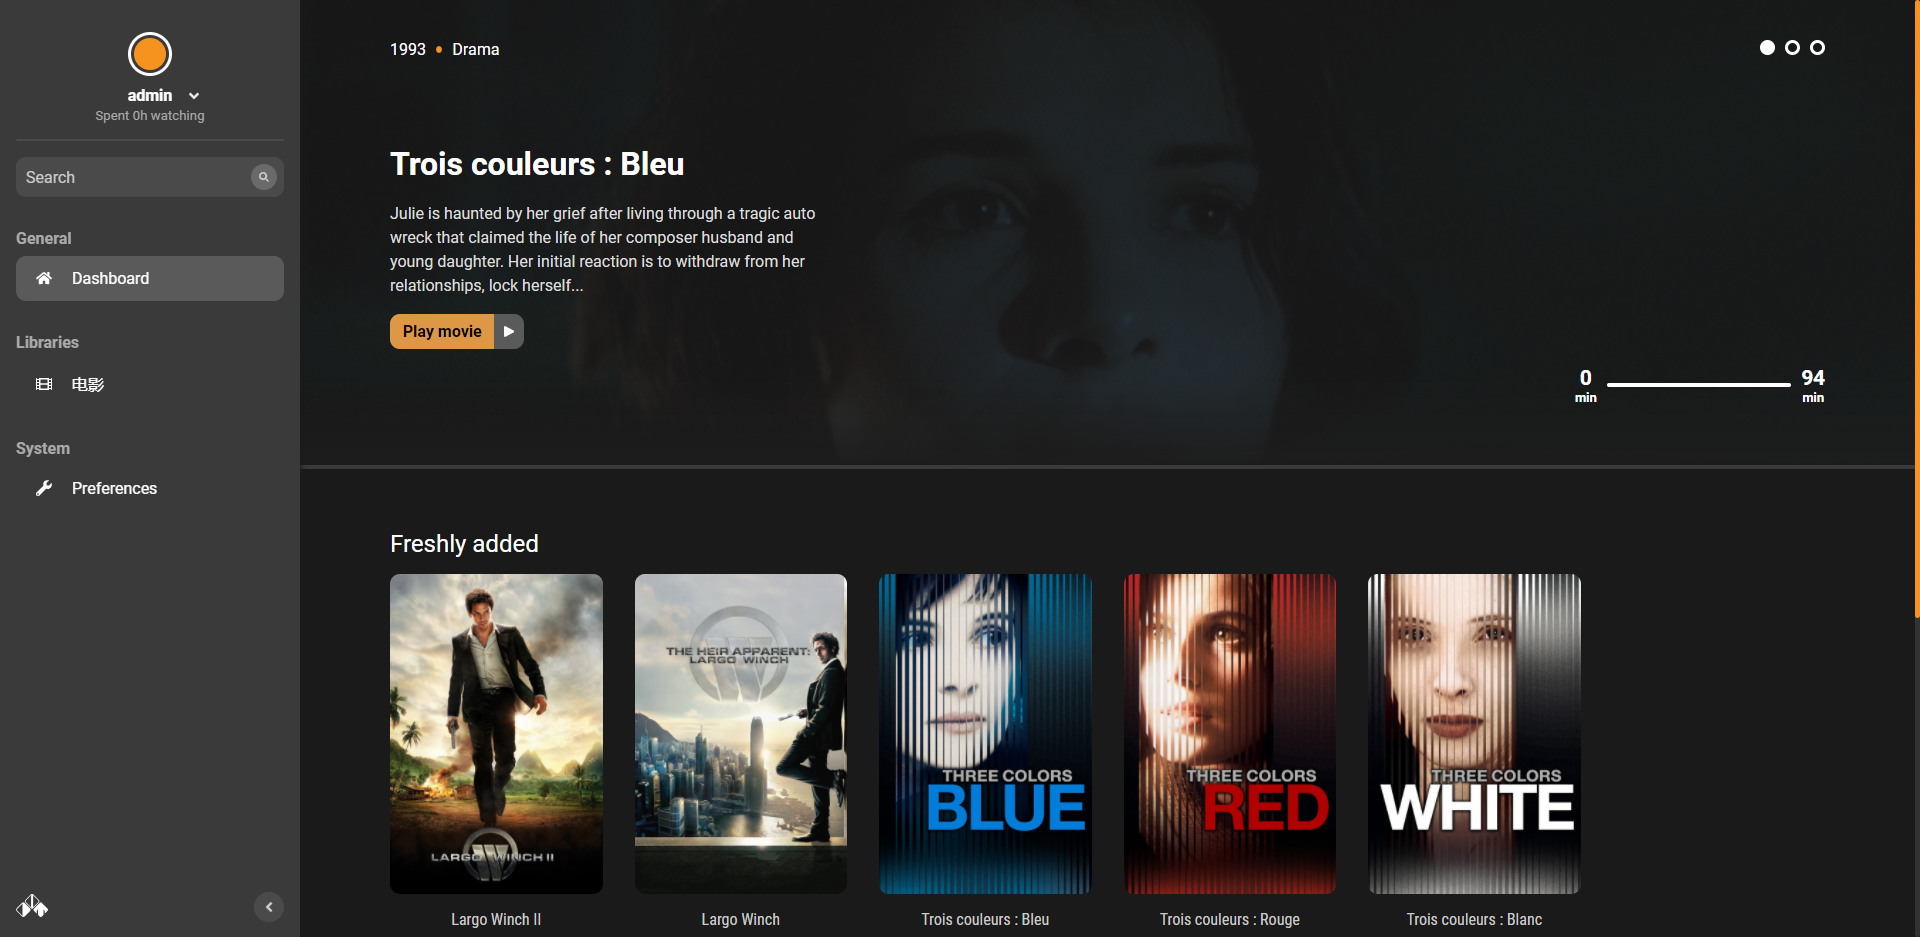 admin
Spent 0h watching
Search
General
Dashboard
Libraries
电影
System
Preferences
1993 • Drama
Trois couleurs : Bleu
Julie is haunted by her grief after living through a tragic auto
wreck that claimed the life of her composer husband and
young daughter. Her initial reaction is to withdraw from her
relationships, lock herself...
Play movie
0
min
94
min
Freshly added
LARGO WINCH II
THE HEIR APPARENT:
LARGO WINCH
THREE COLORS
BLUE
THREE COLORS
RED
THREE COLORS
WHITE
Largo Winch II
Largo Winch
Trois couleurs : Bleu
Trois couleurs : Rouge
Trois couleurs : Blanc